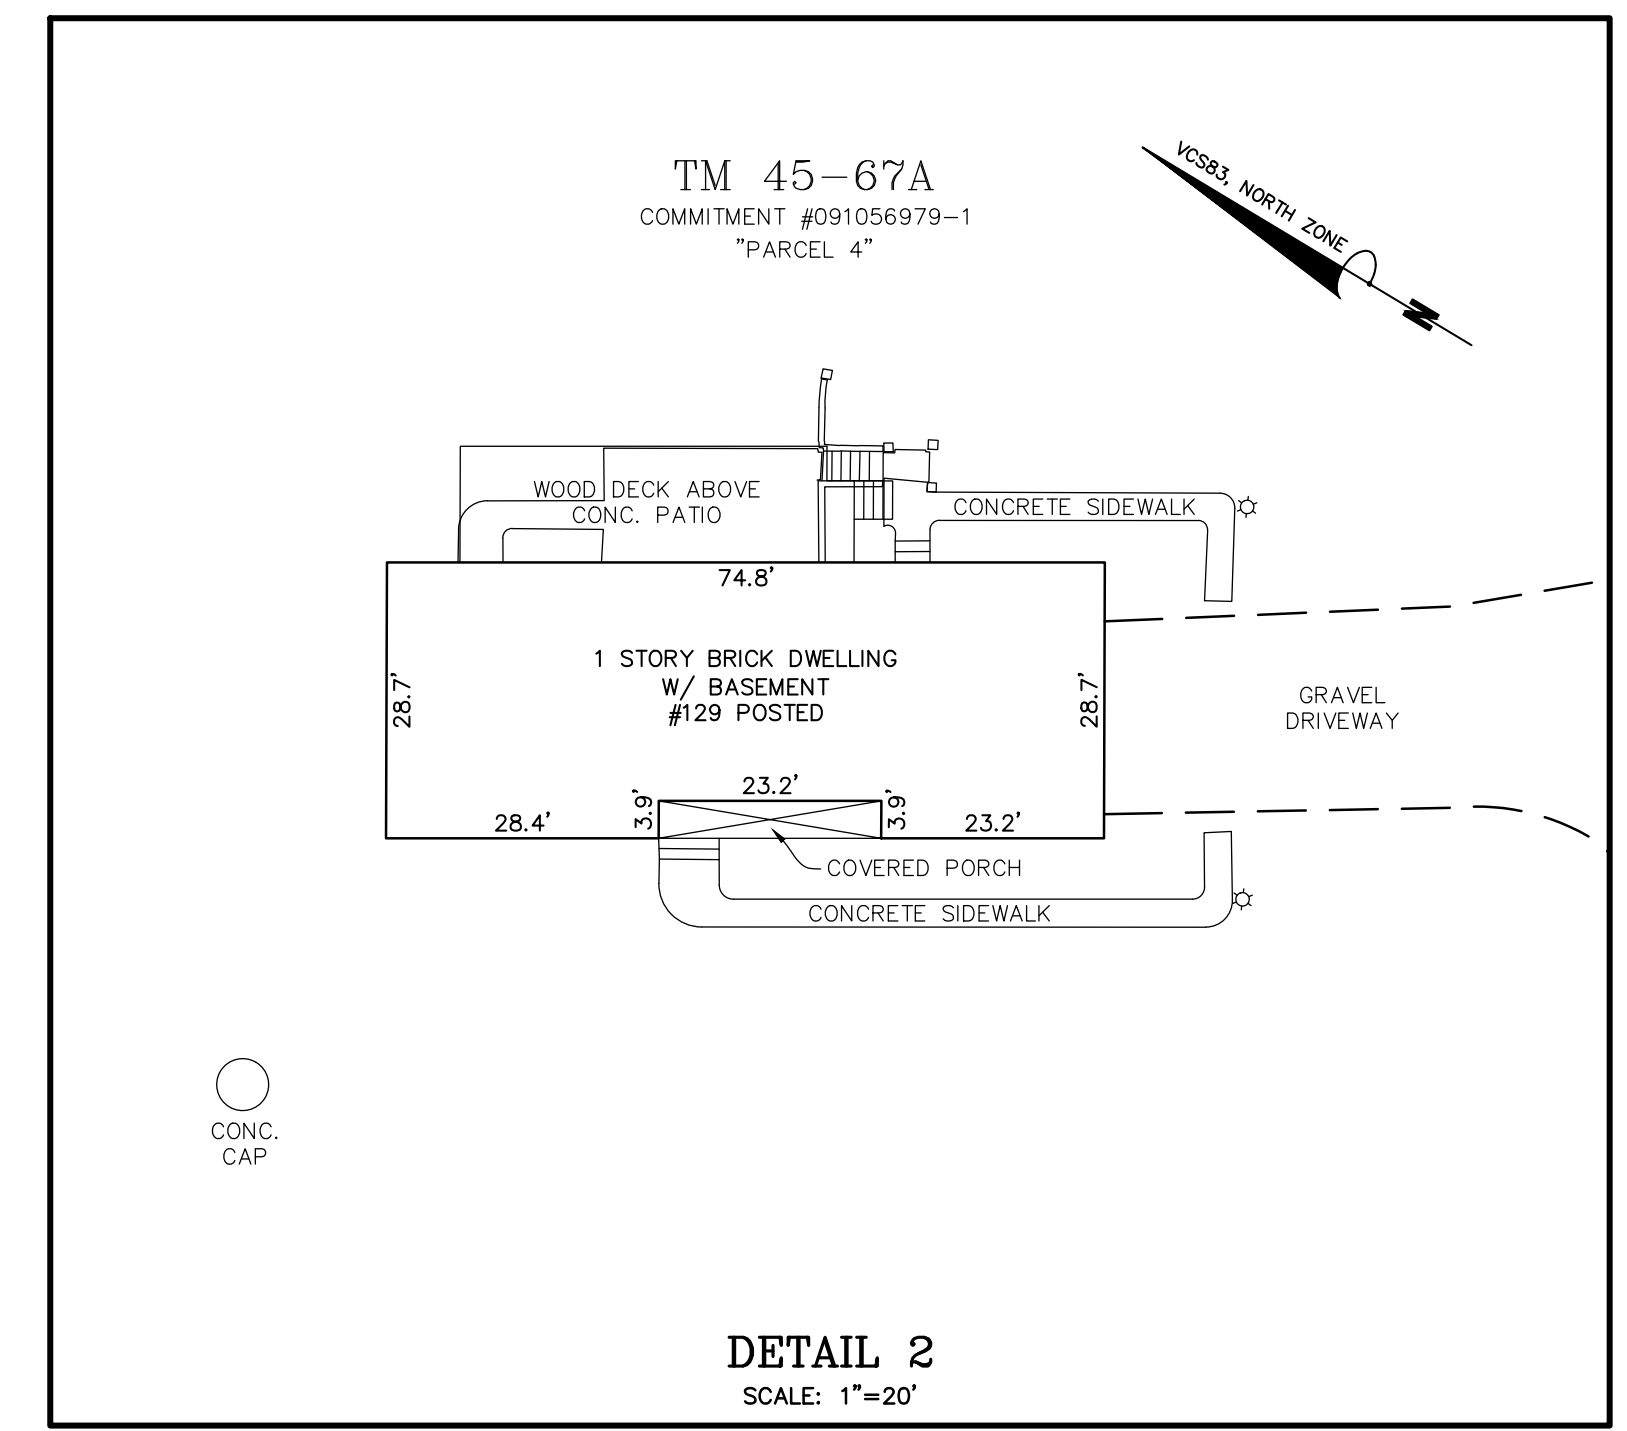 TM 45-67A
COMMITMENT #091056979-1
"PARCEL 4"
VCS83, NORTH ZONE
N
WOOD DECK ABOVE
CONC. PATIO
CONCRETE SIDEWALK
74.8'
1 STORY BRICK DWELLING
W/ BASEMENT
#129 POSTED
28.7'
28.7'
GRAVEL
DRIVEWAY
23.2'
3.9'
3.9'
28.4'
23.2'
COVERED PORCH
CONCRETE SIDEWALK
CONC.
CAP
DETAIL 2
SCALE: 1"=20'